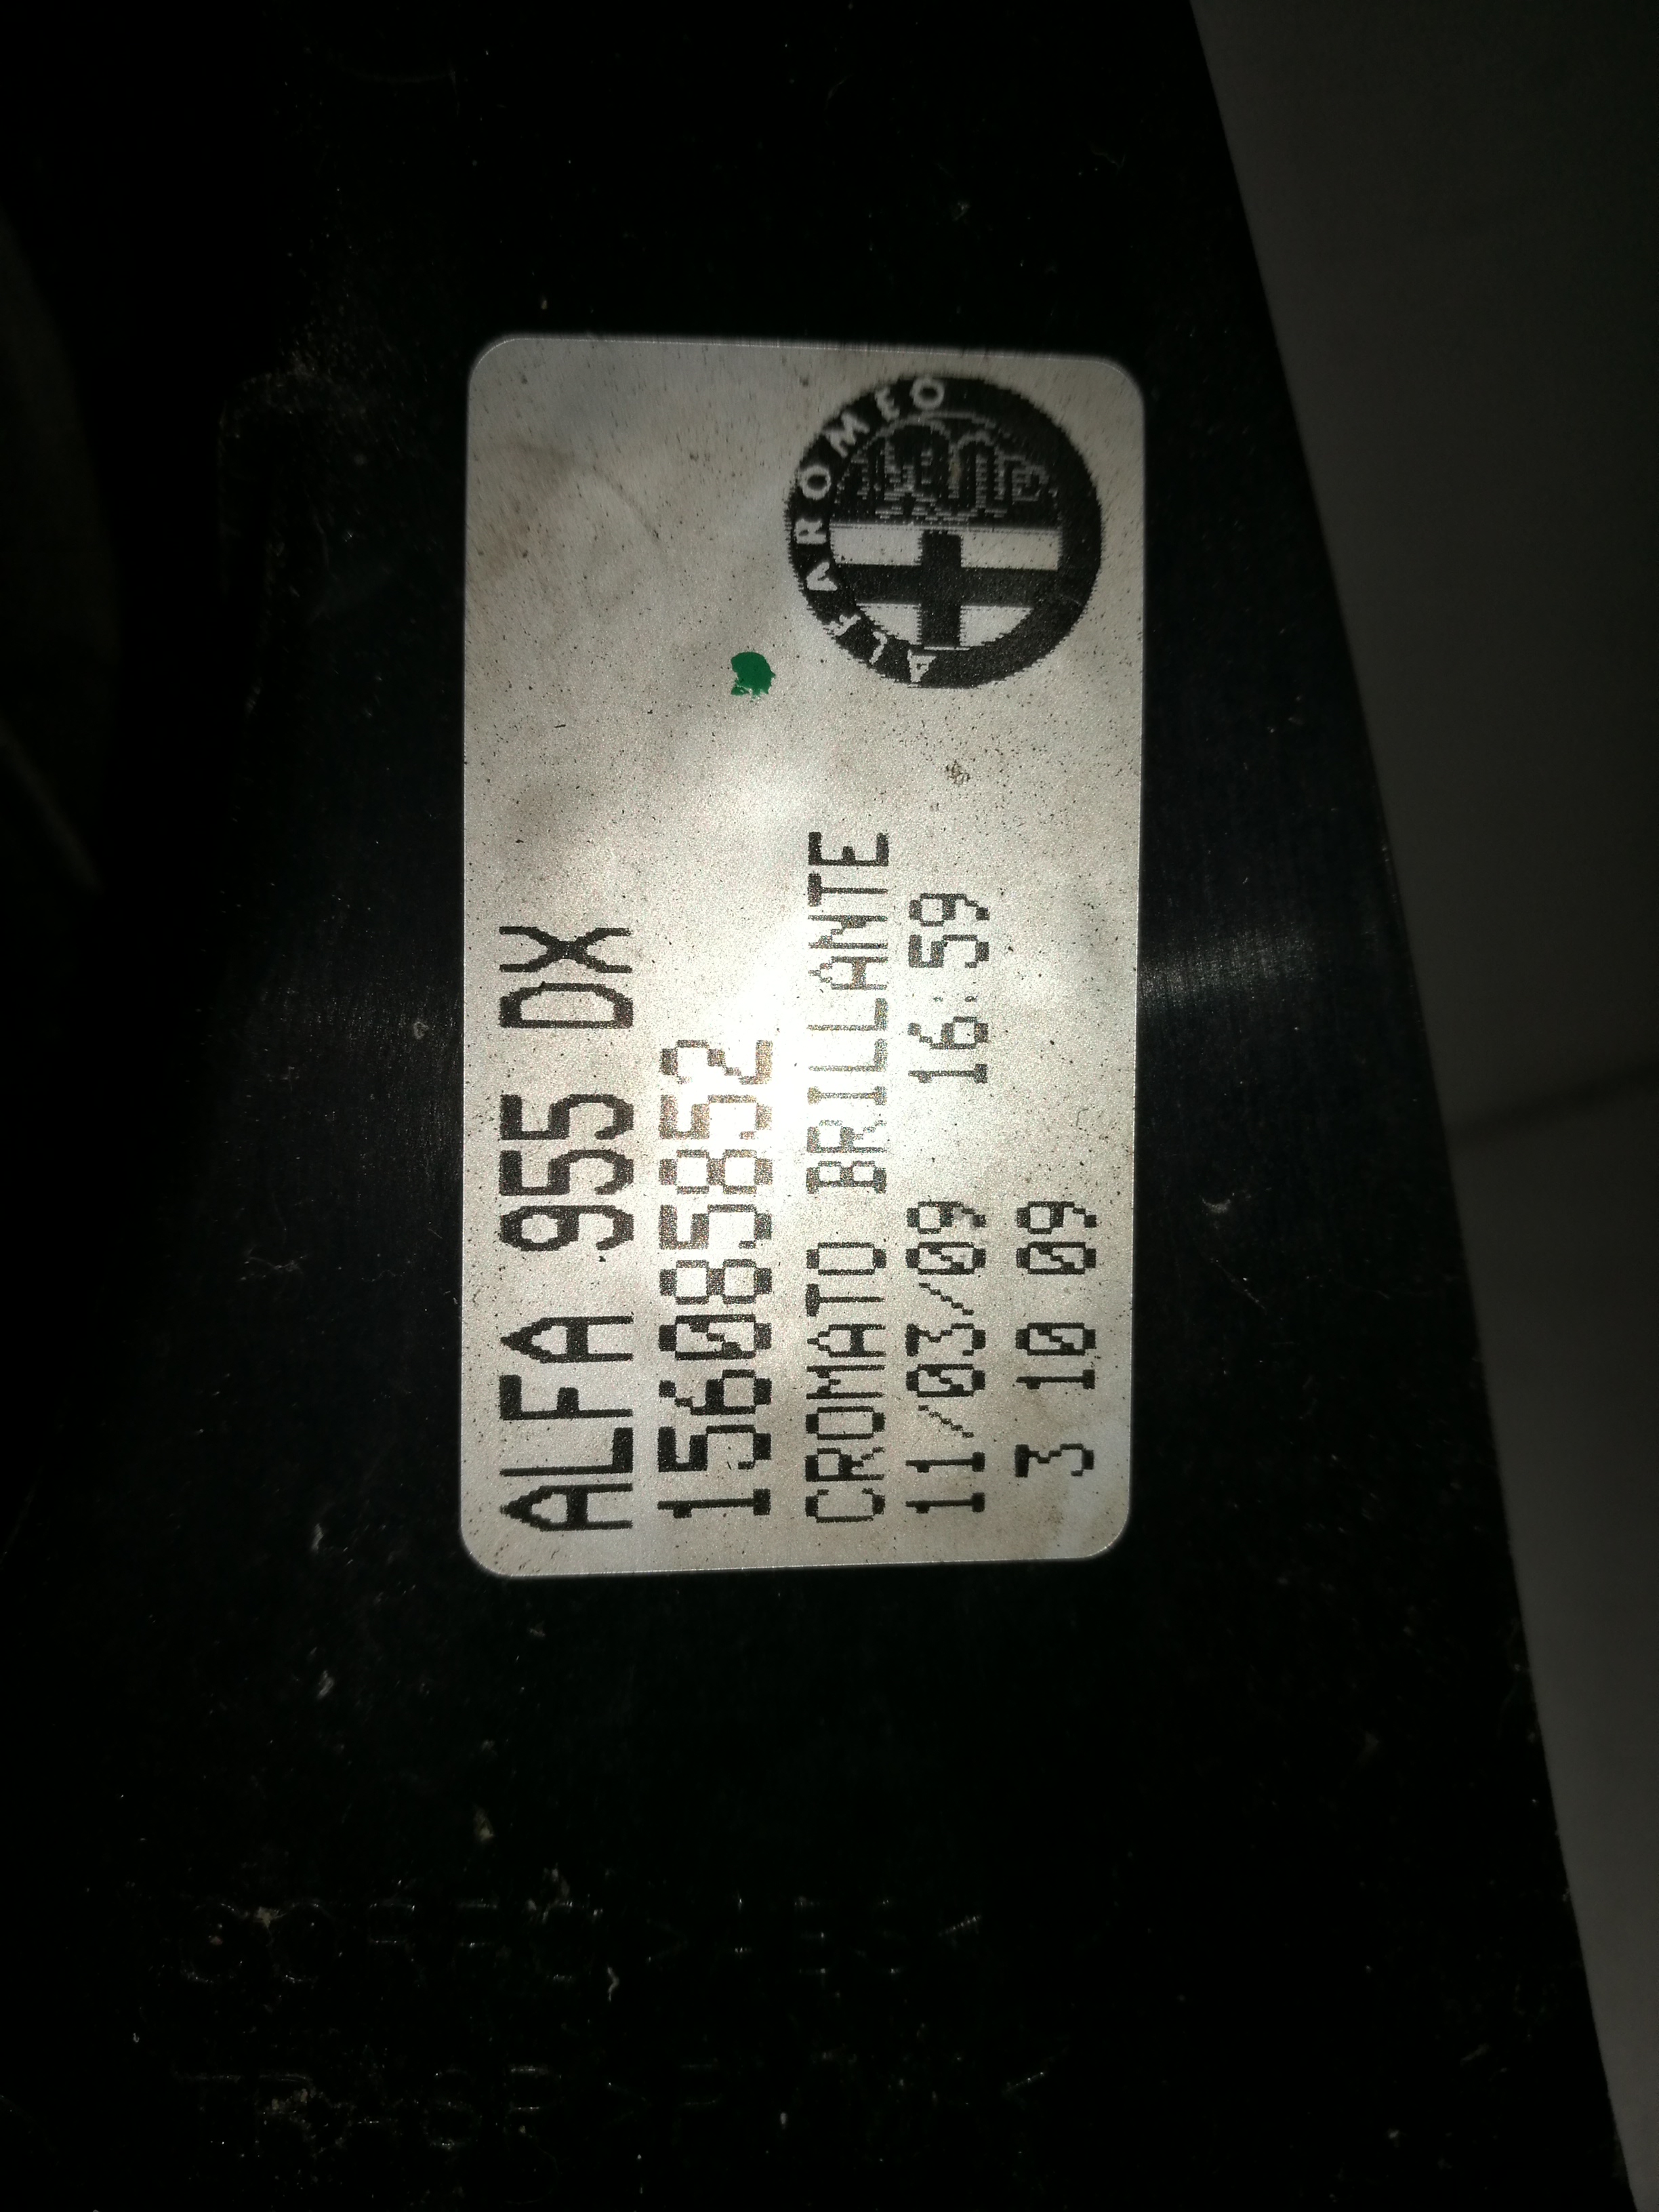 ALFA 955 DX
156085852
CROMATO BRILLANTE
11/03/09 16:59
3 10 09
ALFA ROMEO